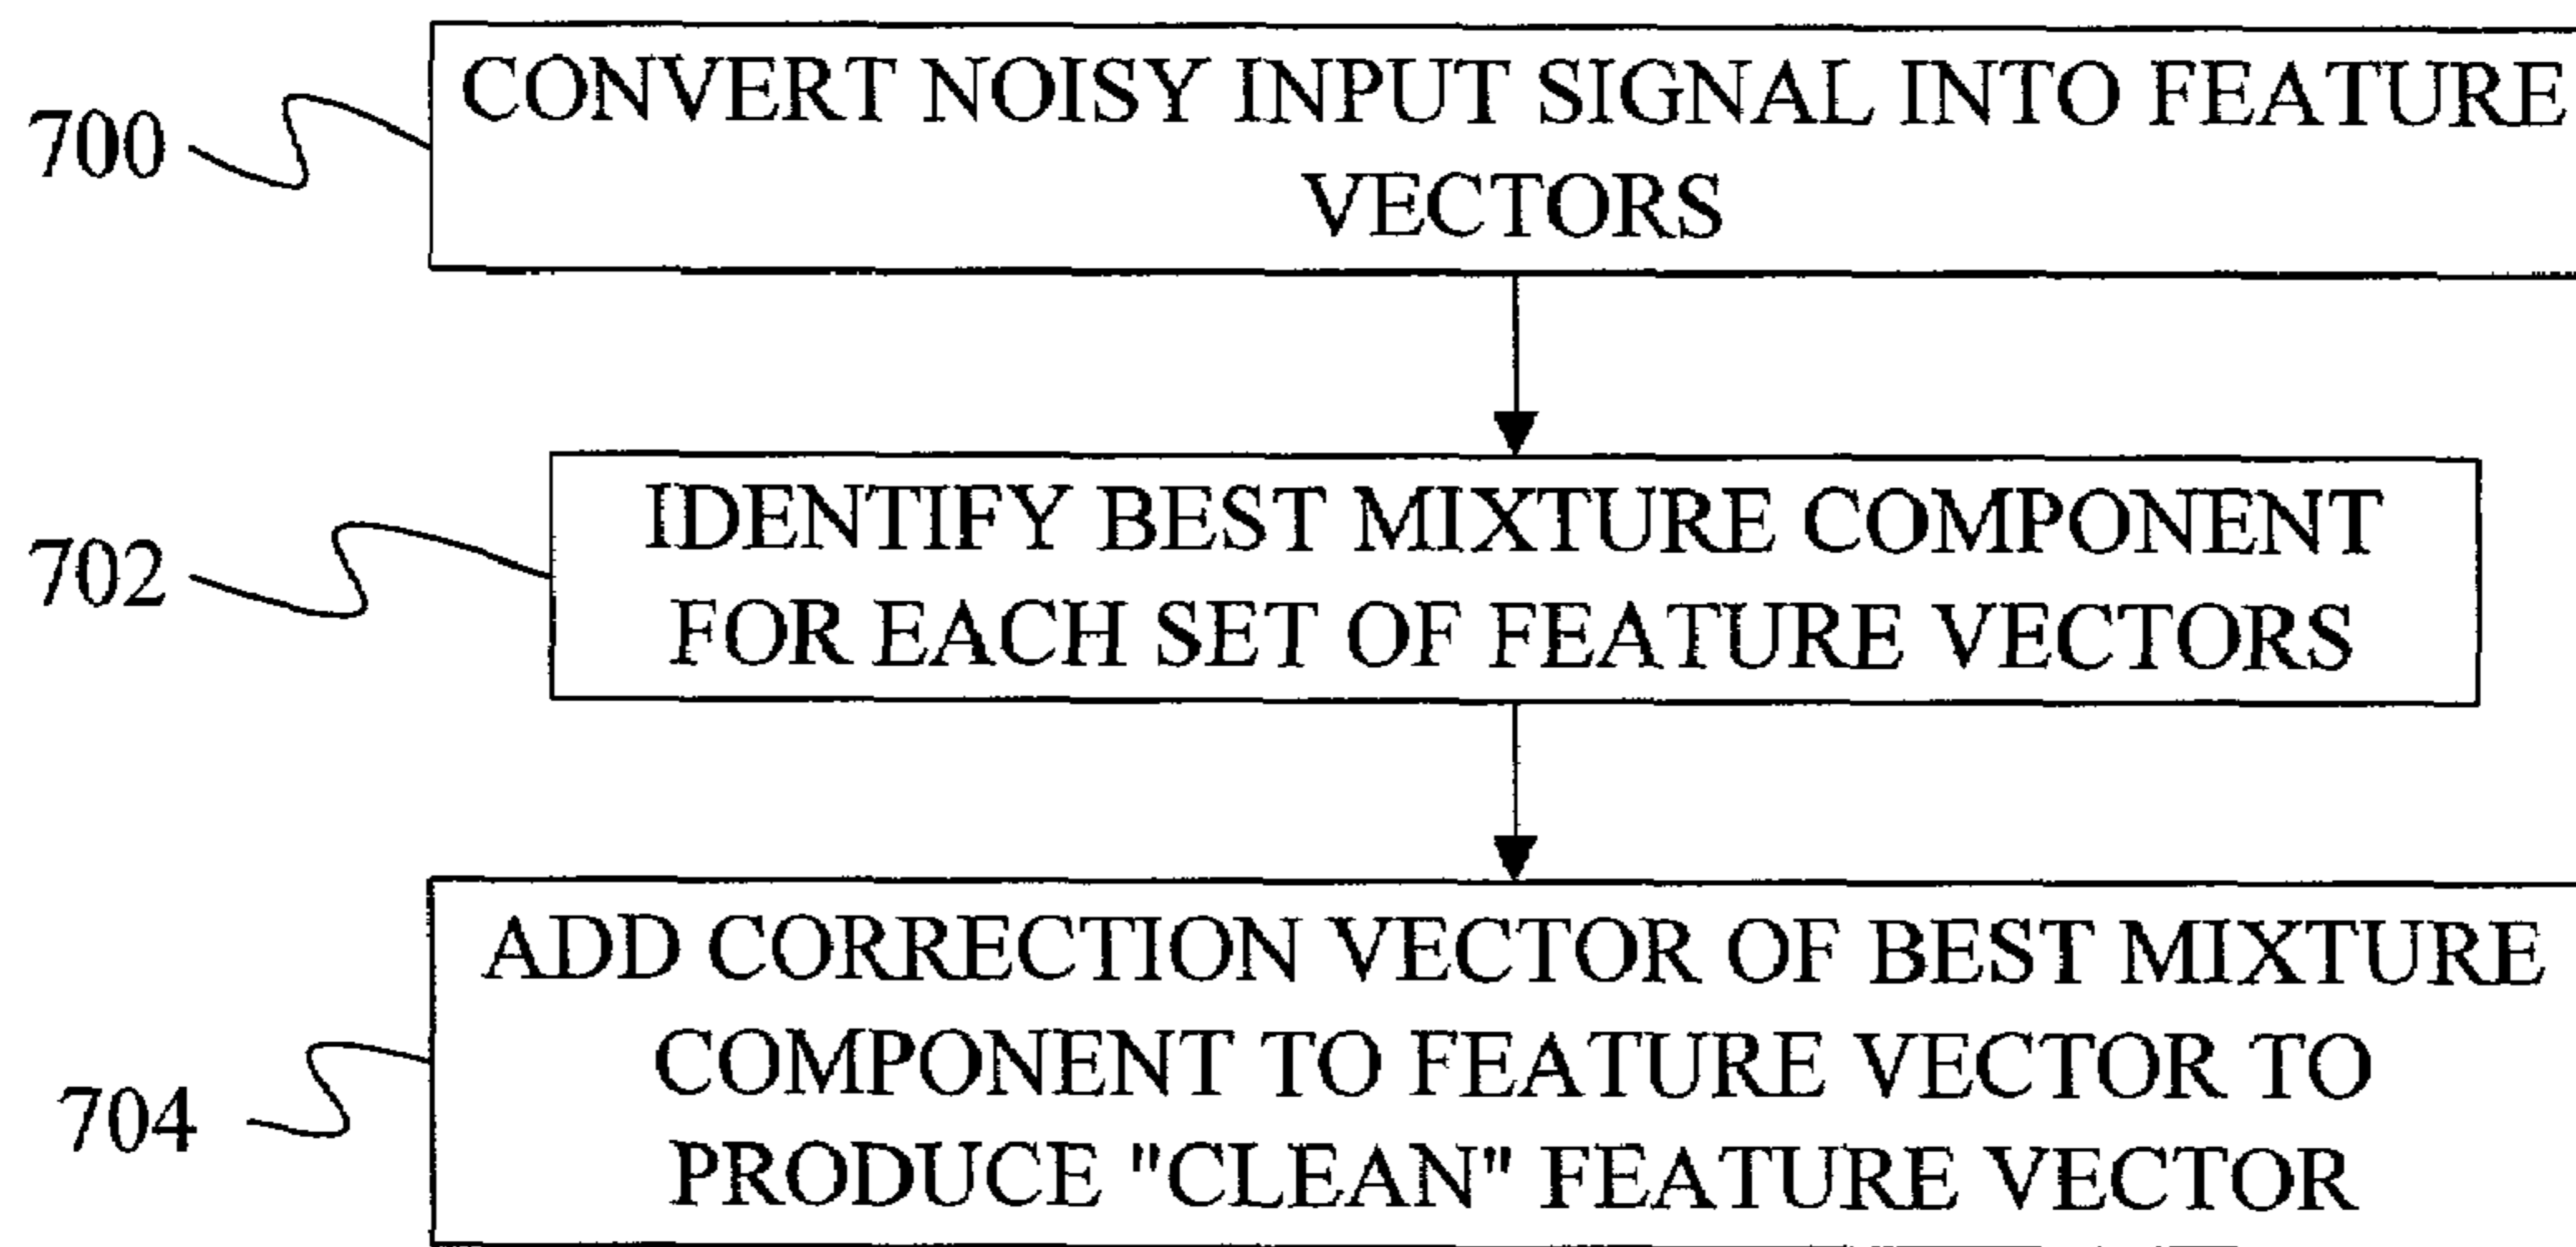 700
CONVERT NOISY INPUT SIGNAL INTO FEATURE
VECTORS
702
IDENTIFY BEST MIXTURE COMPONENT
FOR EACH SET OF FEATURE VECTORS
704
ADD CORRECTION VECTOR OF BEST MIXTURE
COMPONENT TO FEATURE VECTOR TO
PRODUCE "CLEAN" FEATURE VECTOR